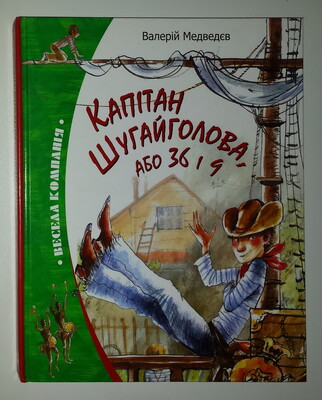 Валерій Медведєв
КАПІТАН
ШУГАЙГОЛОВА,
АБО 36 І 9
• ВЕСЕЛА КОМПАНІЯ •